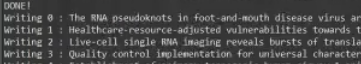 DONE!
Writing 0 : The RNA pseudoknots in foot-and-mouth disease virus ar
Writing 1 : Healthcare-resource-adjusted vulnerabilities towards t
Writing 2 : Live-cell single RNA imaging reveals bursts of transla
Writing 3 : Quality control implementation for universal character